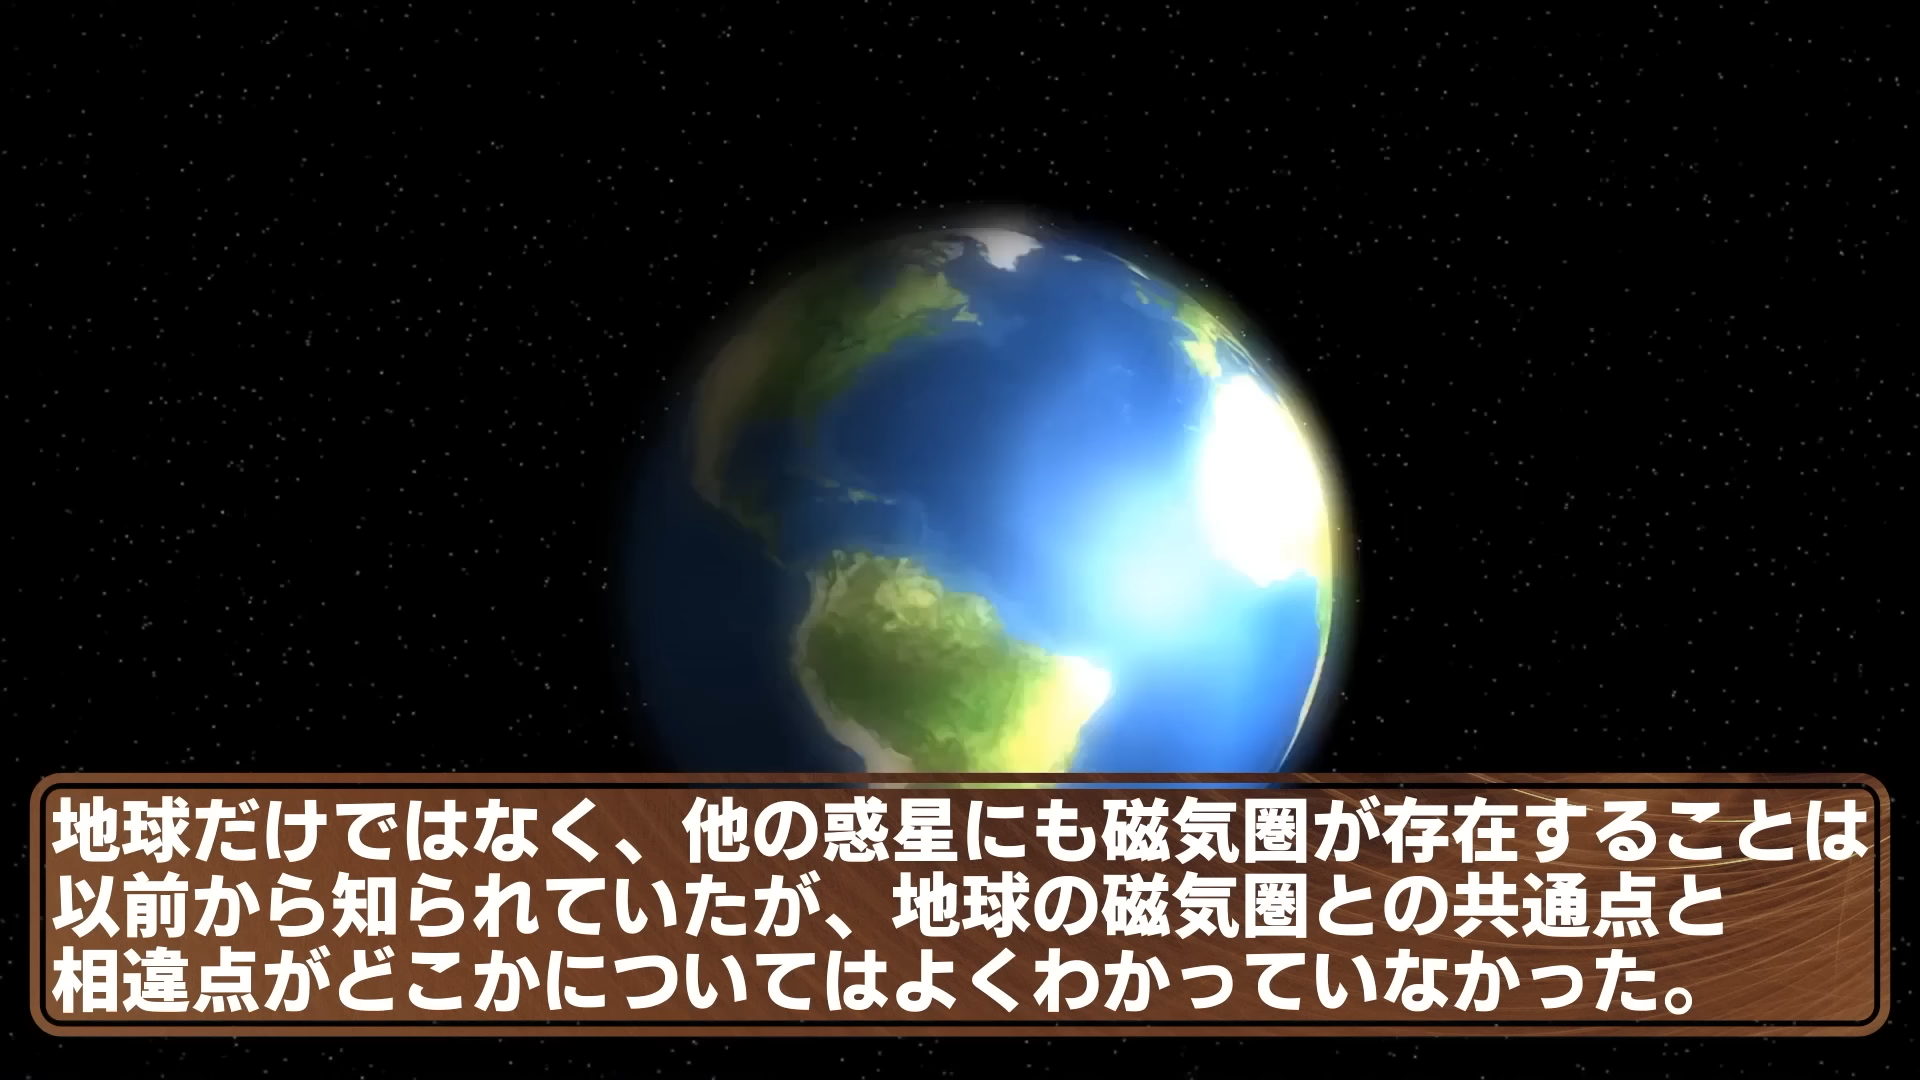 地球だけではなく、他の惑星にも磁気圏が存在することは
以前から知られていたが、地球の磁気圏との共通点と
相違点がどこかについてはよくわかっていなかった。